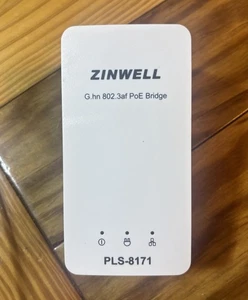 ZINWELL
G.hn 802.3af PoE Bridge
PLS-8171